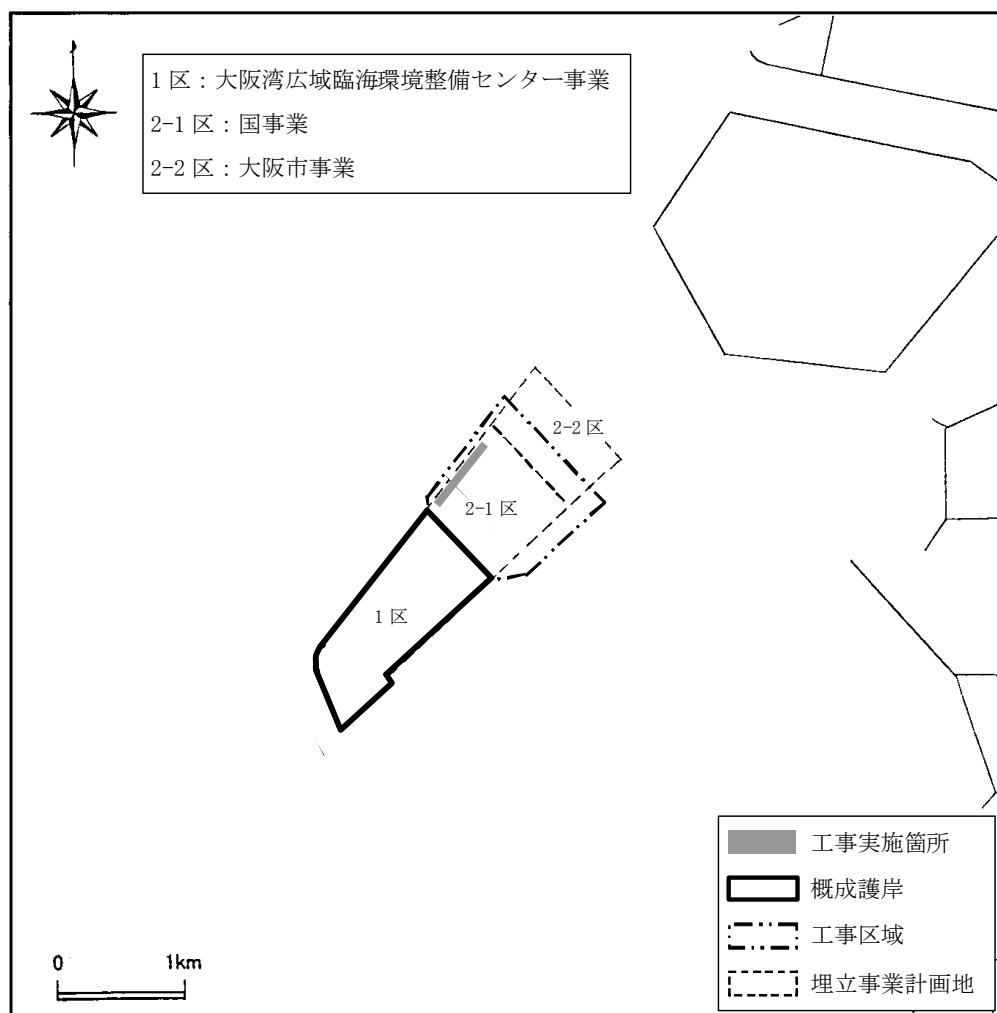 1区：大阪湾広域臨海環境整備センター事業
2-1区：国事業
2-2区：大阪市事業
2-2区
2-1区
1区
工事実施箇所
概成護岸
工事区域
埋立事業計画地
0 1km